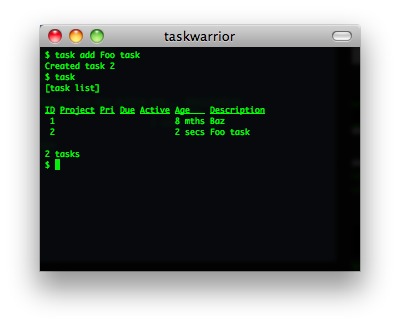 taskwarrior
$ task add Foo task
Created task 2
$ task
[task list]
ID Project Pri Due Active Age Description
1 8 mths Baz
2 2 secs Foo task
2 tasks
$